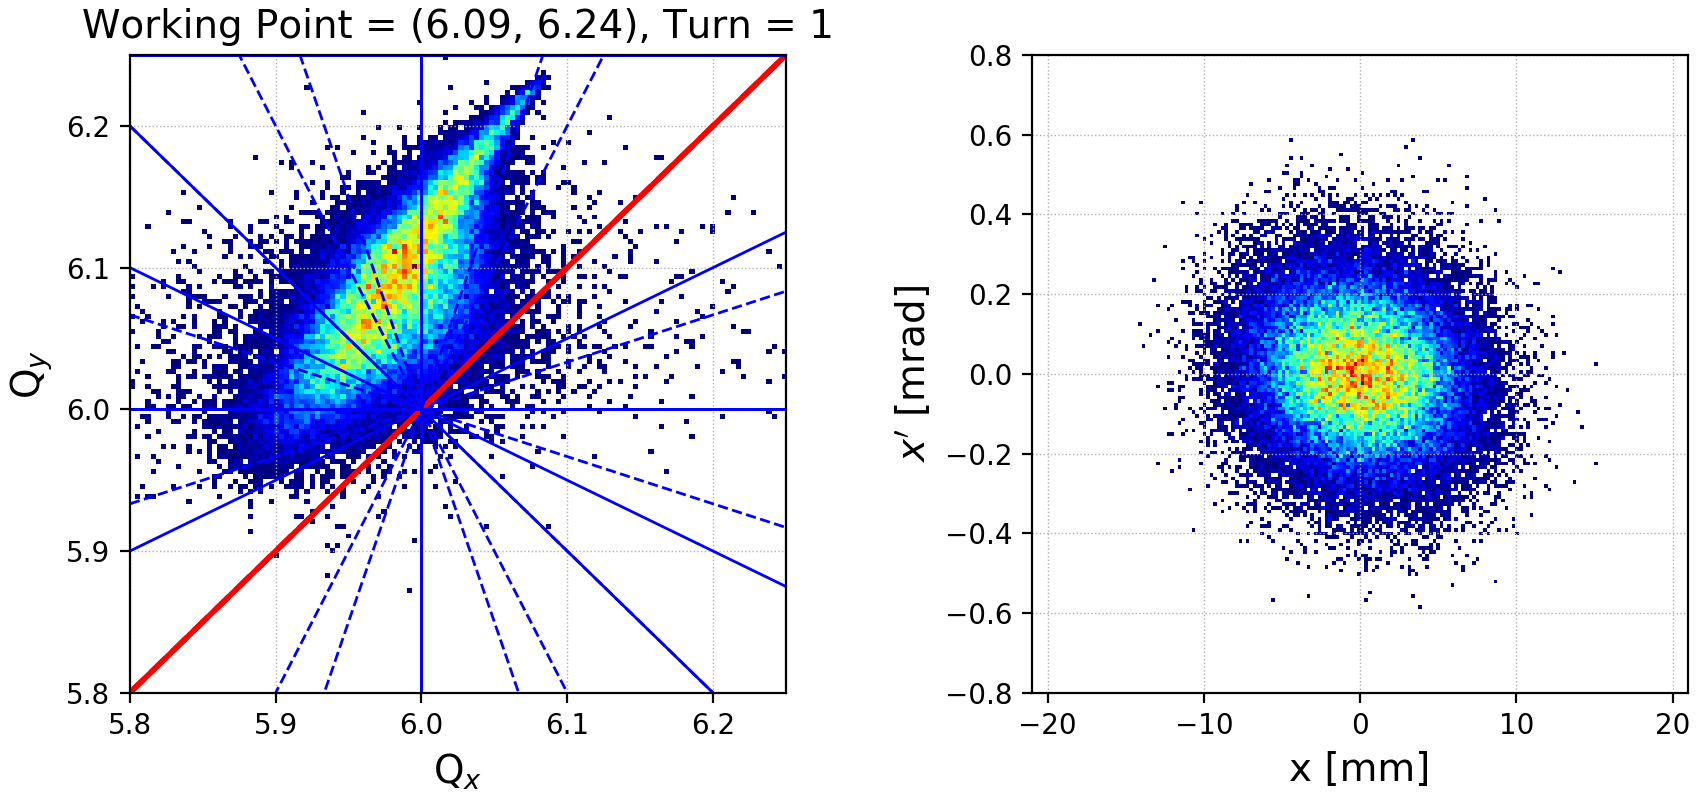 Working Point = (6.09, 6.24), Turn = 1
6.2
6.1
6.0
5.9
5.8
Q_y
5.8 5.9 6.0 6.1 6.2
Q_x
0.8
0.6
0.4
0.2
0.0
−0.2
−0.4
−0.6
−0.8
x′ [mrad]
−20 −10 0 10 20
x [mm]